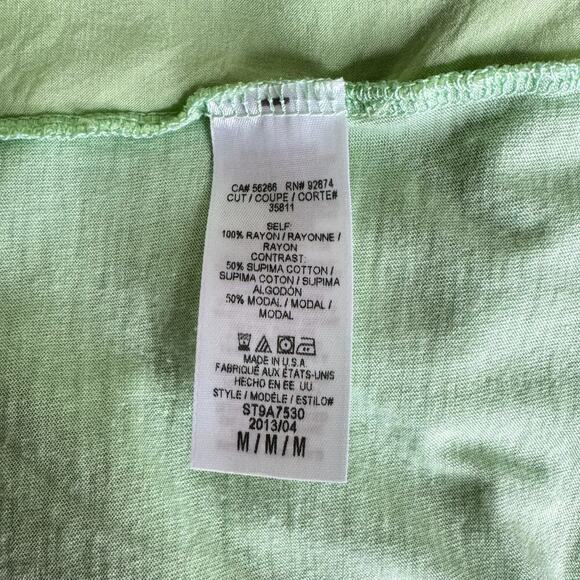 CA# 56266 RN# 92874
CUT / COUPE / CORTE#
35811
SELF:
100% RAYON / RAYONNE /
RAYON
CONTRAST:
50% SUPIMA COTTON /
SUPIMA COTON / SUPIMA
ALGODÓN
50% MODAL / MODAL /
MODAL
MADE IN U.S.A
FABRIQUÉ AUX ÉTATS-UNIS
HECHO EN EE. UU
STYLE / MODÈLE / ESTILO#
ST9A7530
2013/04
M / M / M